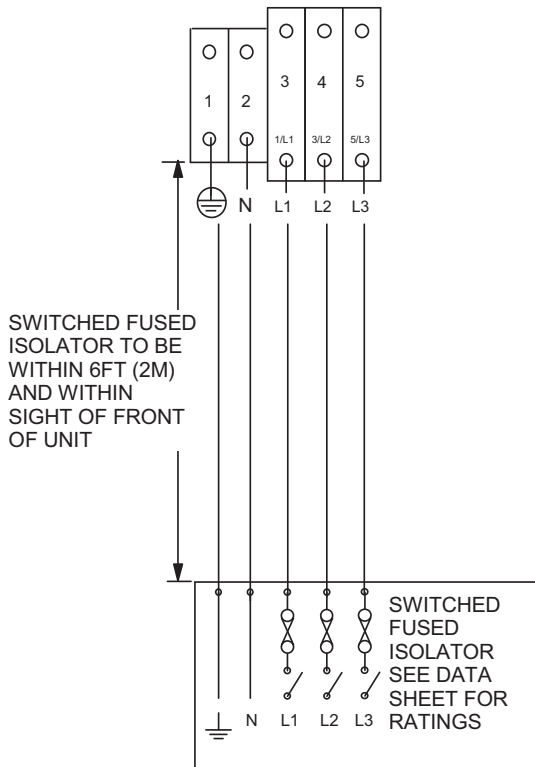 3 4 5
1 2
1/L1 3/L2 5/L3
N L1 L2 L3
SWITCHED FUSED
ISOLATOR TO BE
WITHIN 6FT (2M)
AND WITHIN
SIGHT OF FRONT
OF UNIT
SWITCHED
FUSED
ISOLATOR
SEE DATA
SHEET FOR
RATINGS
N L1 L2 L3